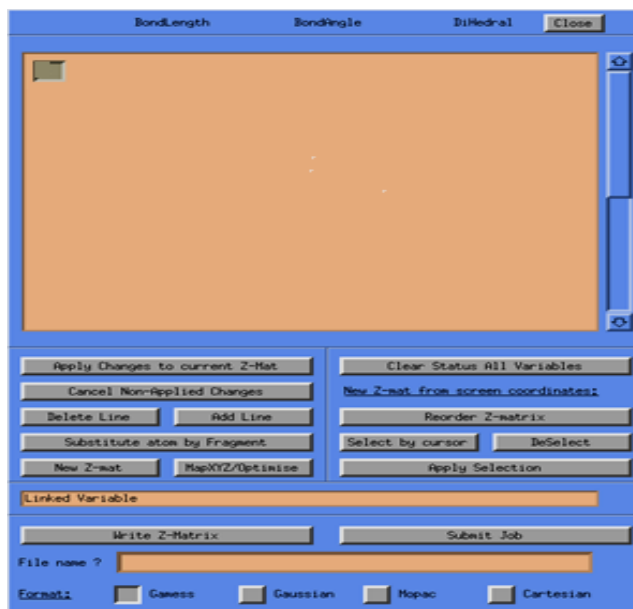 BondLength BondAngle DiHedral Close
Apply Changes to current Z-Mat Clear Status All Variables
Cancel Non-Applied Changes New Z-mat from screen coordinates:
Delete Line Add Line Reorder Z-matrix
Substitute atom by Fragment Select by cursor DeSelect
New Z-mat MapXYZ/Optimise Apply Selection
Linked Variable
Write Z-Matrix Submit Job
File name ?
Format: Gamess Gaussian Mopac Cartesian